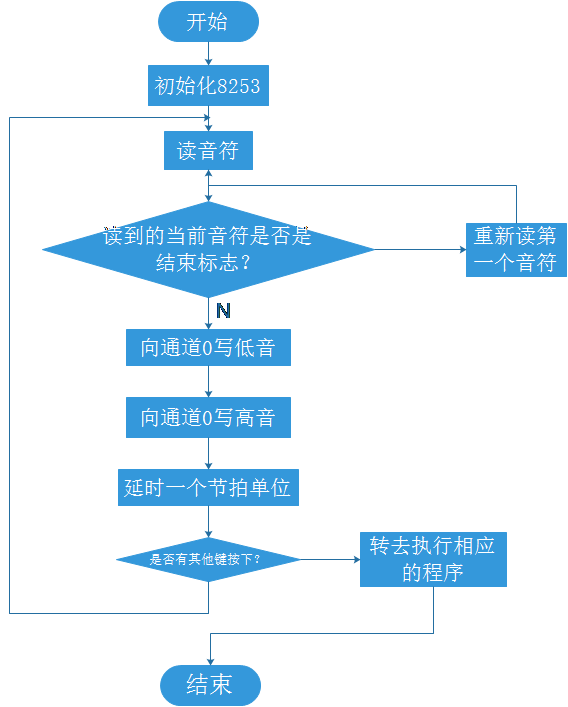 开始
初始化8253
读音符
读到的当前音符是否是
结束标志？
重新读第
一个音符
N
向通道0写低音
向通道0写高音
延时一个节拍单位
是否有其他键按下？
转去执行相应
的程序
结束